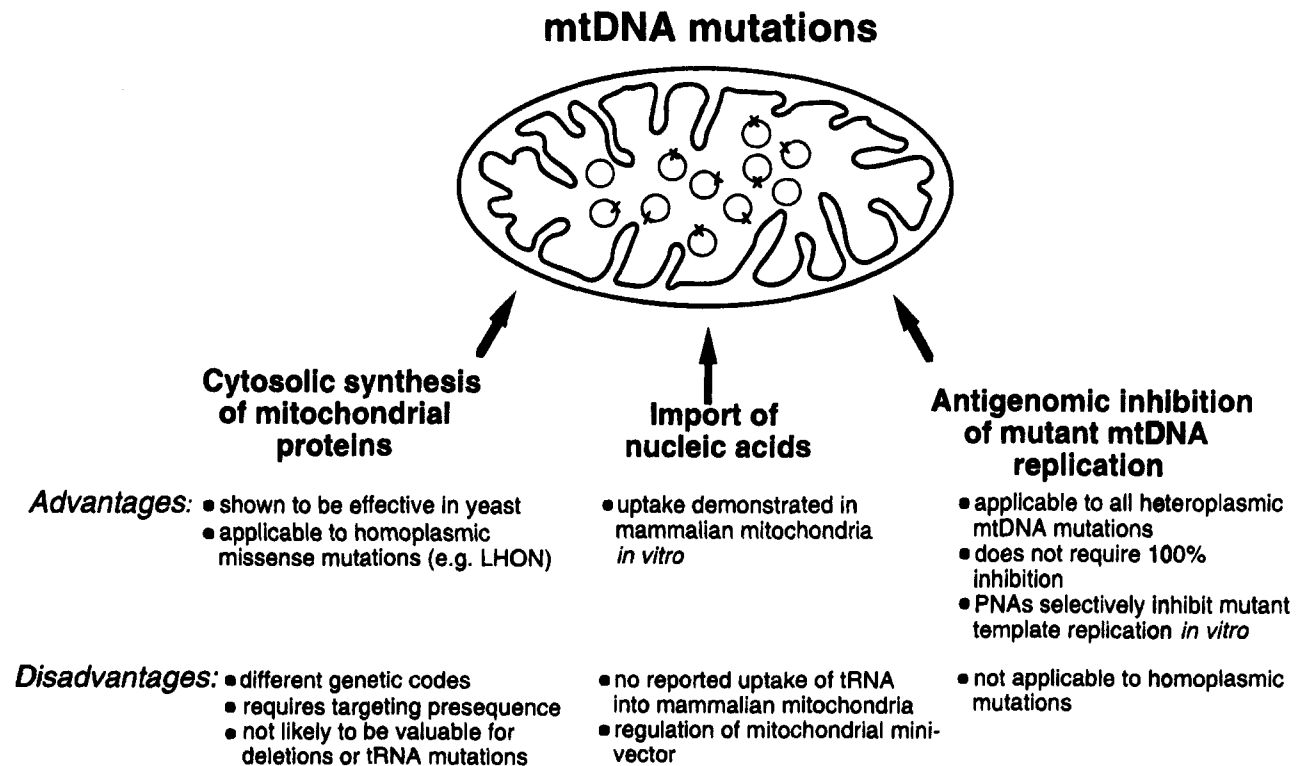 mtDNA mutations
Cytosolic synthesis
of mitochondrial
proteins
Import of
nucleic acids
Antigenomic inhibition
of mutant mtDNA
replication
Advantages:
• shown to be effective in yeast
• applicable to homoplasmic
missense mutations (e.g. LHON)
• uptake demonstrated in
mammalian mitochondria
in vitro
• applicable to all heteroplasmic
mtDNA mutations
• does not require 100%
inhibition
• PNAs selectively inhibit mutant
template replication in vitro
Disadvantages:
• different genetic codes
• requires targeting presequence
• not likely to be valuable for
deletions or tRNA mutations
• no reported uptake of tRNA
into mammalian mitochondria
• regulation of mitochondrial mini-
vector
• not applicable to homoplasmic
mutations